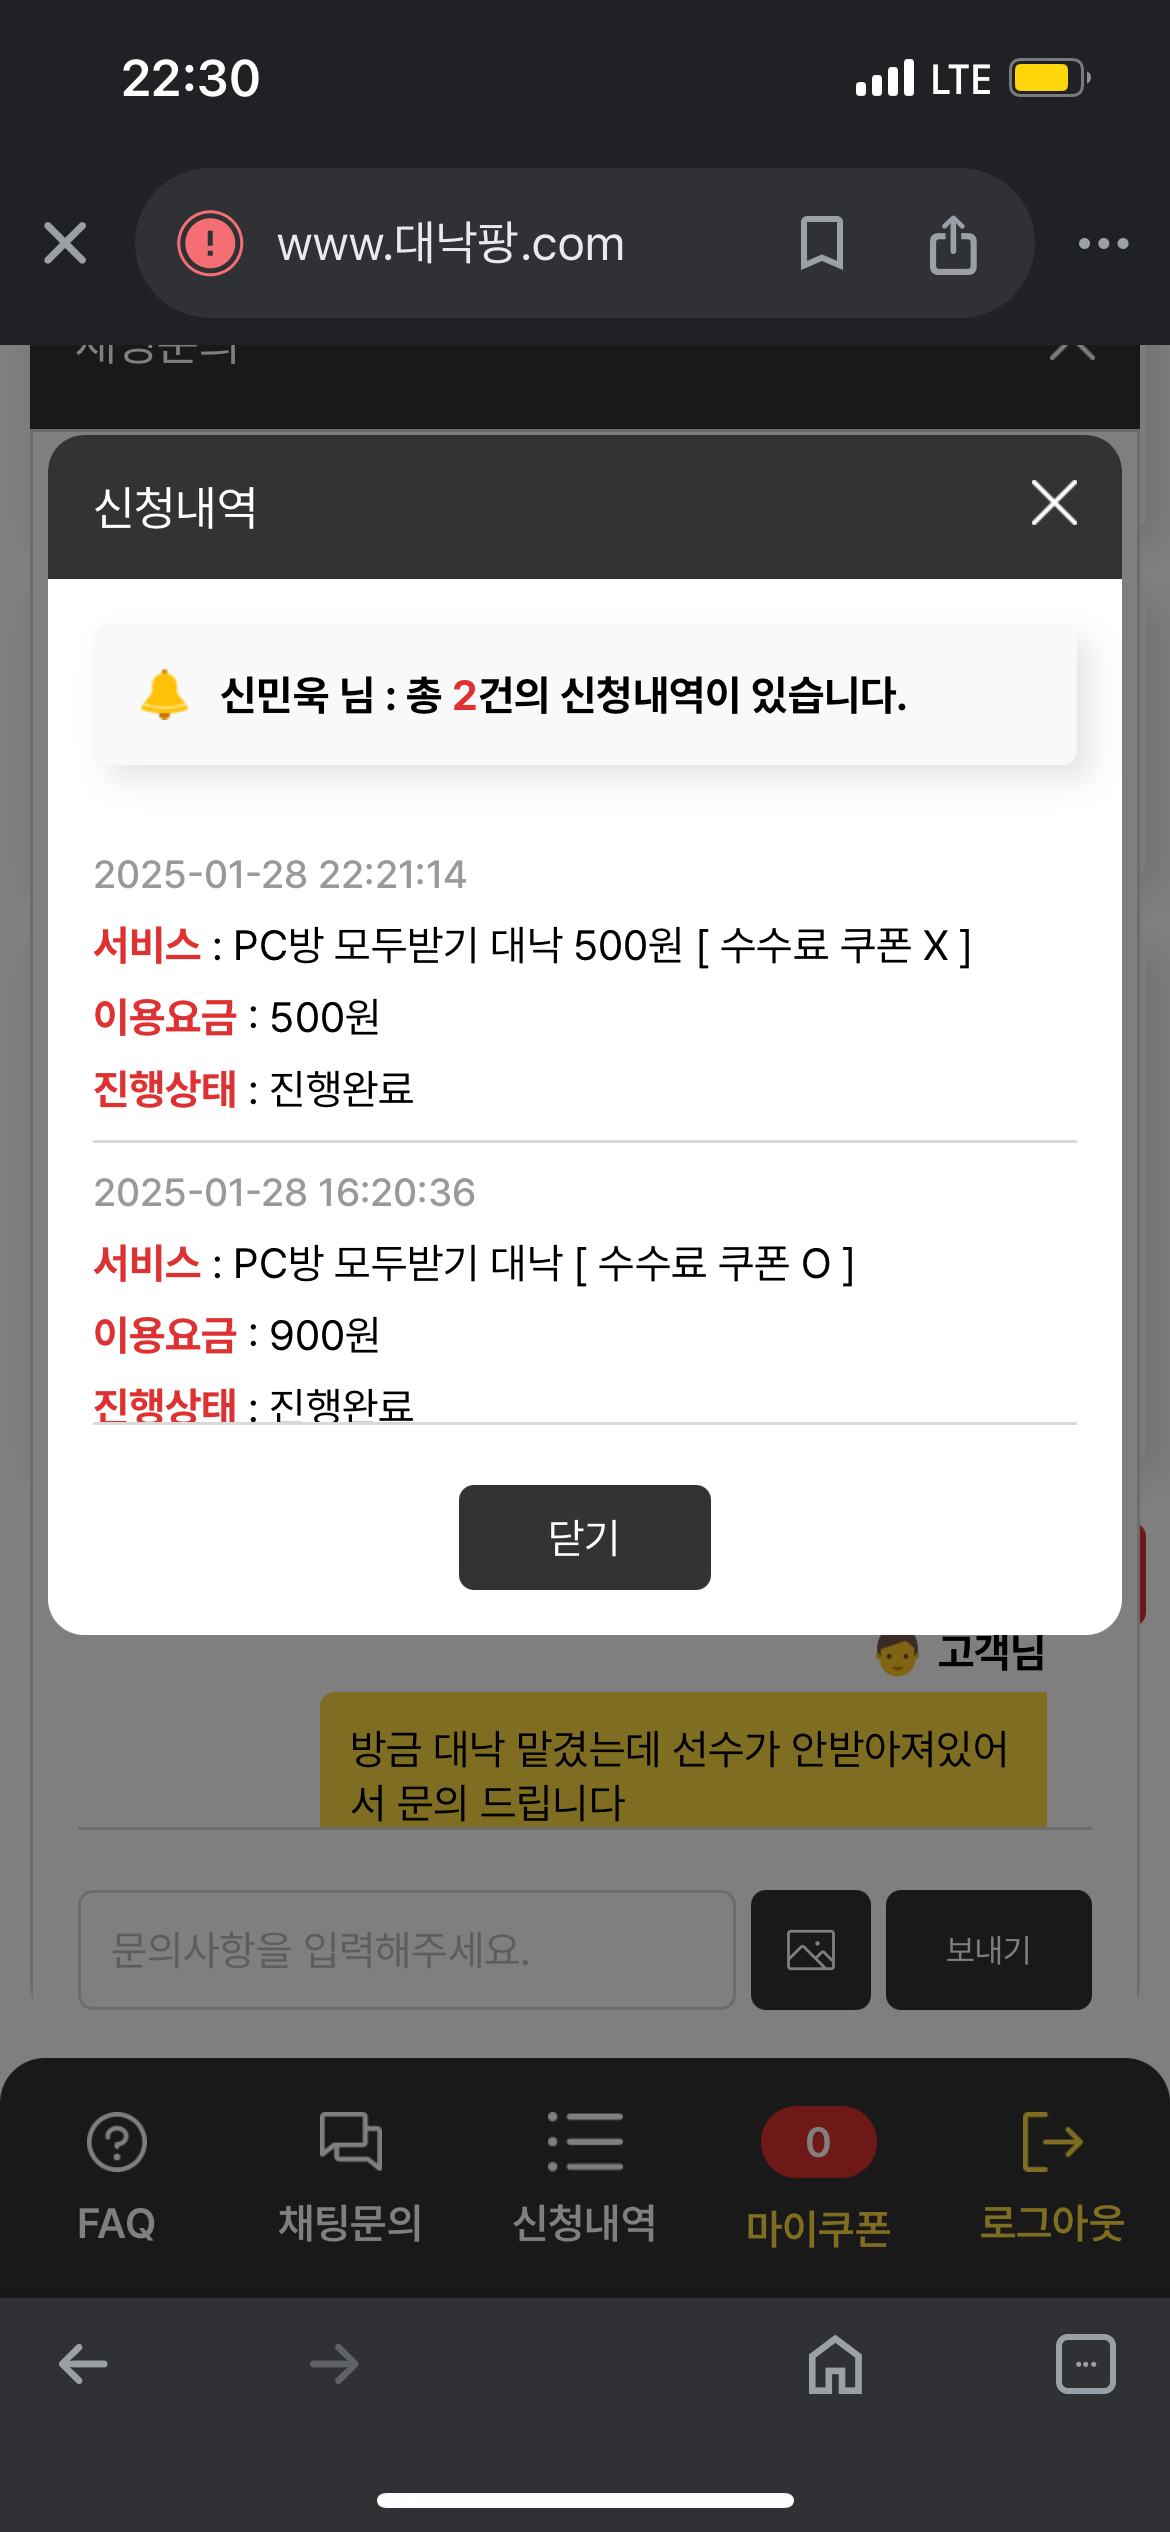 22:30
LTE
www.대낙팡.com
채팅문의
신청내역
신민욱 님 : 총 2건의 신청내역이 있습니다.
2025-01-28 22:21:14
서비스 : PC방 모두받기 대낙 500원 [ 수수료 쿠폰 X ]
이용요금 : 500원
진행상태 : 진행완료
2025-01-28 16:20:36
서비스 : PC방 모두받기 대낙 [ 수수료 쿠폰 O ]
이용요금 : 900원
진행상태 : 진행완료
닫기
고객님
방금 대낙 맡겼는데 선수가 안받아져있어
서 문의 드립니다
문의사항을 입력해주세요.
보내기
0
FAQ
채팅문의
신청내역
마이쿠폰
로그아웃